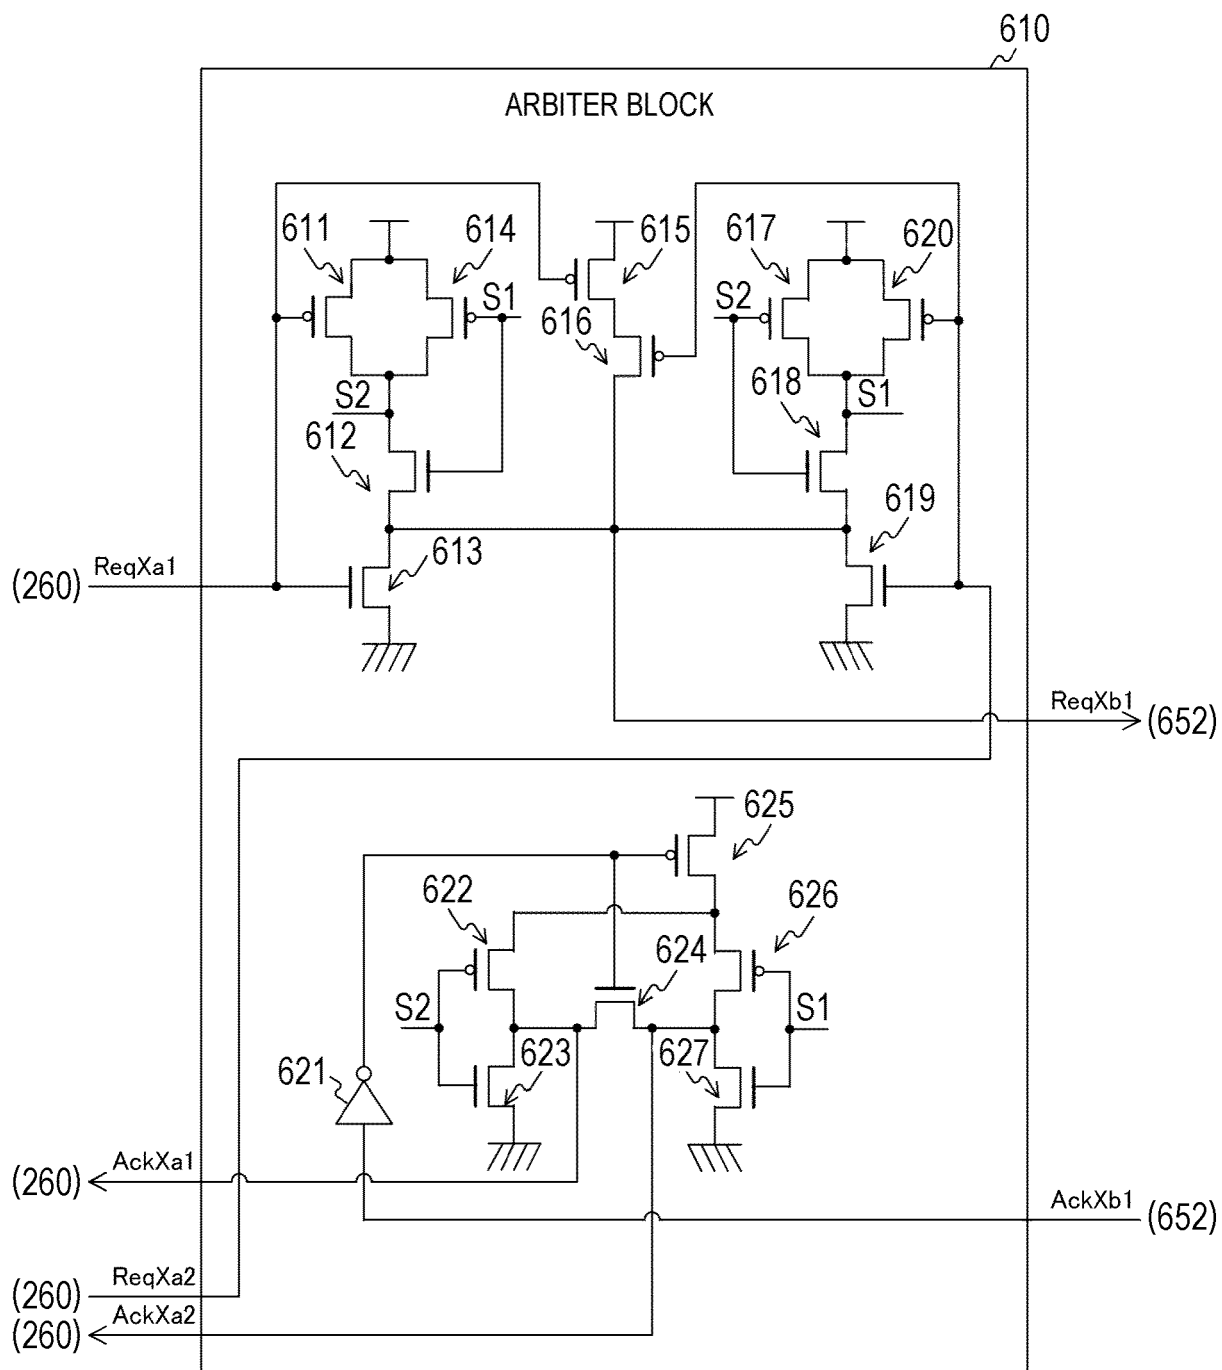 610
ARBITER BLOCK
611
614
615
617
620
S1
S2
616
618
S2
S1
612
619
613
ReqXa1
(260)
ReqXb1
(652)
625
622
626
624
S2
S1
623
627
621
AckXa1
(260)
AckXb1
(652)
ReqXa2
(260)
AckXa2
(260)